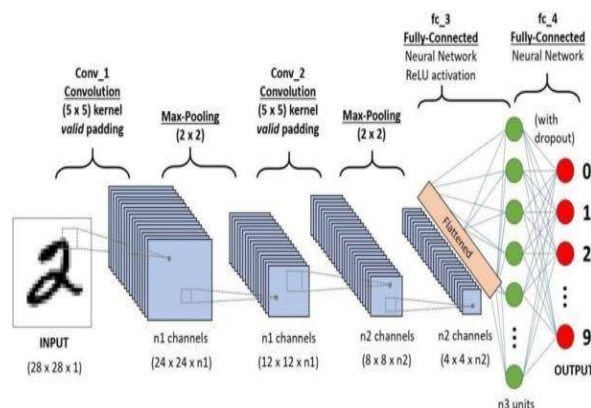 fc_3
Fully-Connected
Neural Network
ReLU activation
fc_4
Fully-Connected
Neural Network
Conv_1
Convolution
(5 x 5) kernel
valid padding
Max-Pooling
(2 x 2)
Conv_2
Convolution
(5 x 5) kernel
valid padding
Max-Pooling
(2 x 2)
(with
dropout)
Flattened
0
1
2
9
2
INPUT
(28 x 28 x 1)
n1 channels
(24 x 24 x n1)
n1 channels
(12 x 12 x n1)
n2 channels
(8 x 8 x n2)
n2 channels
(4 x 4 x n2)
OUTPUT
n3 units